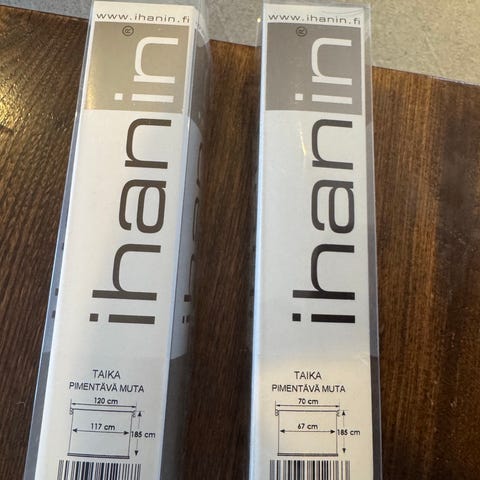 www.ihanin.fi
ihanin®
TAIKA
PIMENTÄVÄ MUTA
120 cm
117 cm
185 cm
www.ihanin.fi
ihanin®
TAIKA
PIMENTÄVÄ MUTA
70 cm
67 cm
185 cm